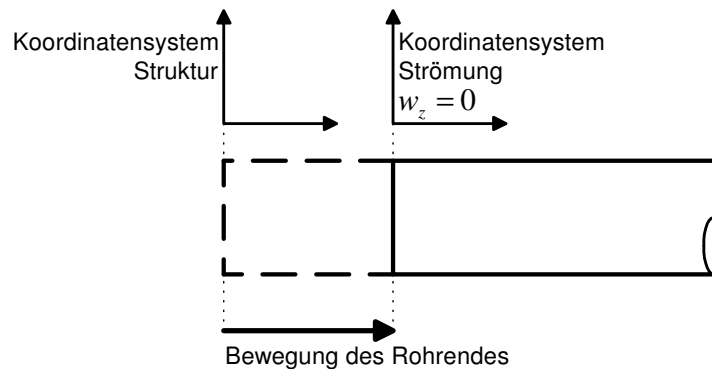 Koordinatensystem
Struktur
Koordinatensystem
Strömung
w_z = 0
Bewegung des Rohrendes